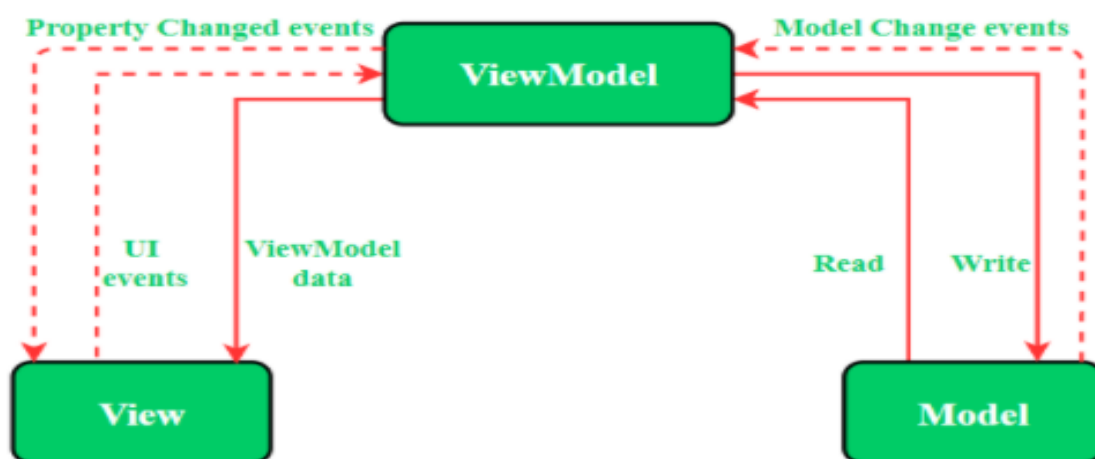 Property Changed events
Model Change events
ViewModel
UI
events
ViewModel
data
Read
Write
View
Model